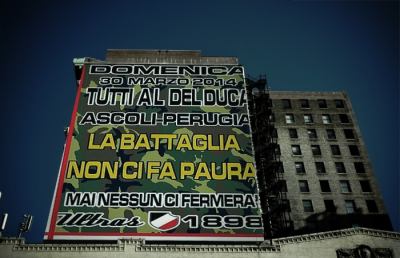 DOMENICA
30 MARZO 2014
TUTTI AL DEL DUCA
ASCOLI-PERUGIA
LA BATTAGLIA
NON CI FA PAURA
MAI NESSUN CI FERMERA'
Ultras 1898